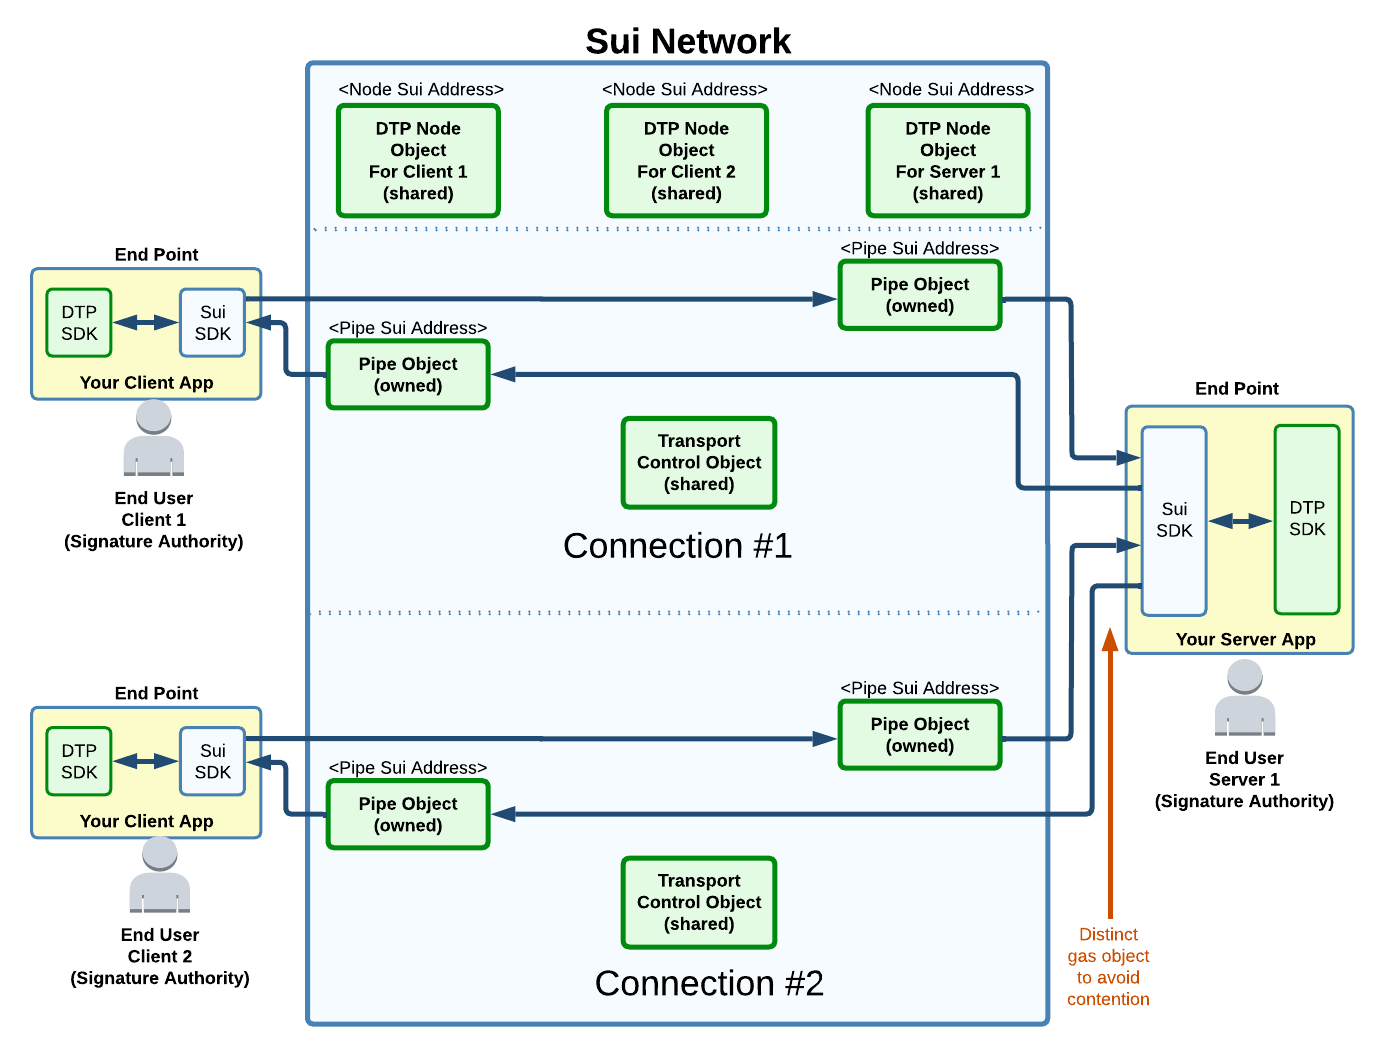 Sui Network
<Node Sui Address>
DTP Node
Object
For Client 1
(shared)
<Node Sui Address>
DTP Node
Object
For Client 2
(shared)
<Node Sui Address>
DTP Node
Object
For Server 1
(shared)
End Point
DTP
SDK
Sui
SDK
Your Client App
End User
Client 1
(Signature Authority)
<Pipe Sui Address>
Pipe Object
(owned)
<Pipe Sui Address>
Pipe Object
(owned)
Transport
Control Object
(shared)
Connection #1
End Point
Sui
SDK
DTP
SDK
Your Server App
End User
Server 1
(Signature Authority)
End Point
DTP
SDK
Sui
SDK
Your Client App
End User
Client 2
(Signature Authority)
<Pipe Sui Address>
Pipe Object
(owned)
<Pipe Sui Address>
Pipe Object
(owned)
Transport
Control Object
(shared)
Connection #2
Distinct
gas object
to avoid
contention